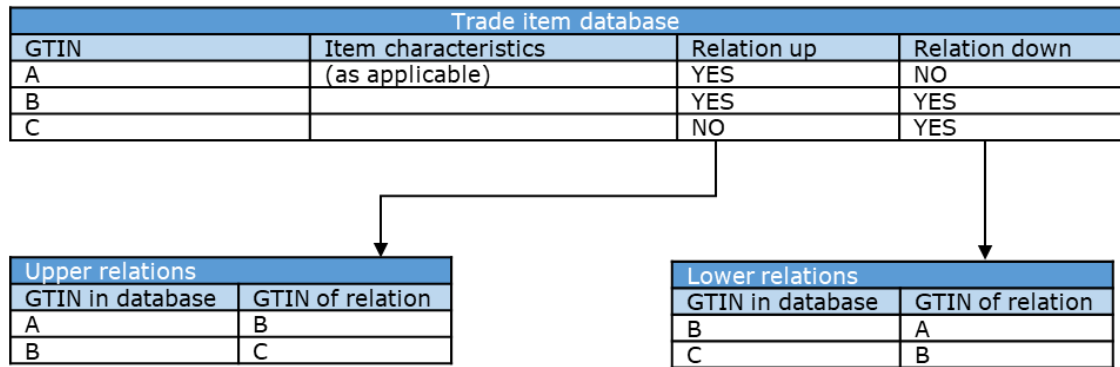 Trade item database
GTIN Item characteristics Relation up Relation down
A (as applicable) YES NO
B YES YES
C NO YES
Upper relations
GTIN in database GTIN of relation
A B
B C
Lower relations
GTIN in database GTIN of relation
B A
C B